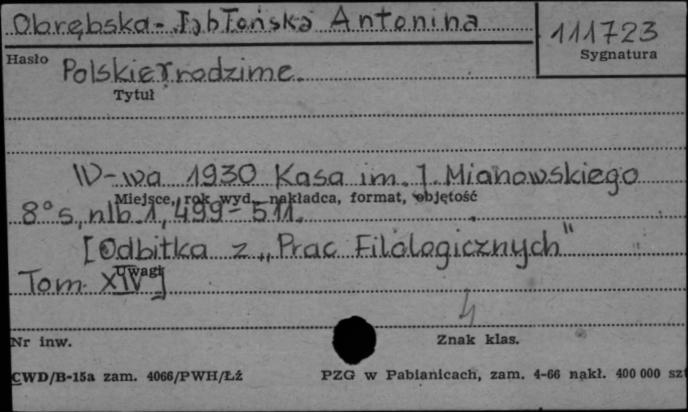 Obrębska-Jabłońska Antonina
111723
Hasło
Sygnatura
Polskie rodzime.
Tytuł
W-wa 1930 Kasa im. J. Mianowskiego
Miejsce, rok wyd., nakładca, format, objętość
8° s, nlb. 1, 499-511.
[Odbitka z „Prac Filologicznych"
Uwagi
Tom XIV]
4
Nr inw.
Znak klas.
CWD/B-15a zam. 4066/PWH/Łź
PZG w Pabianicach, zam. 4-66 nakł. 400 000 szt